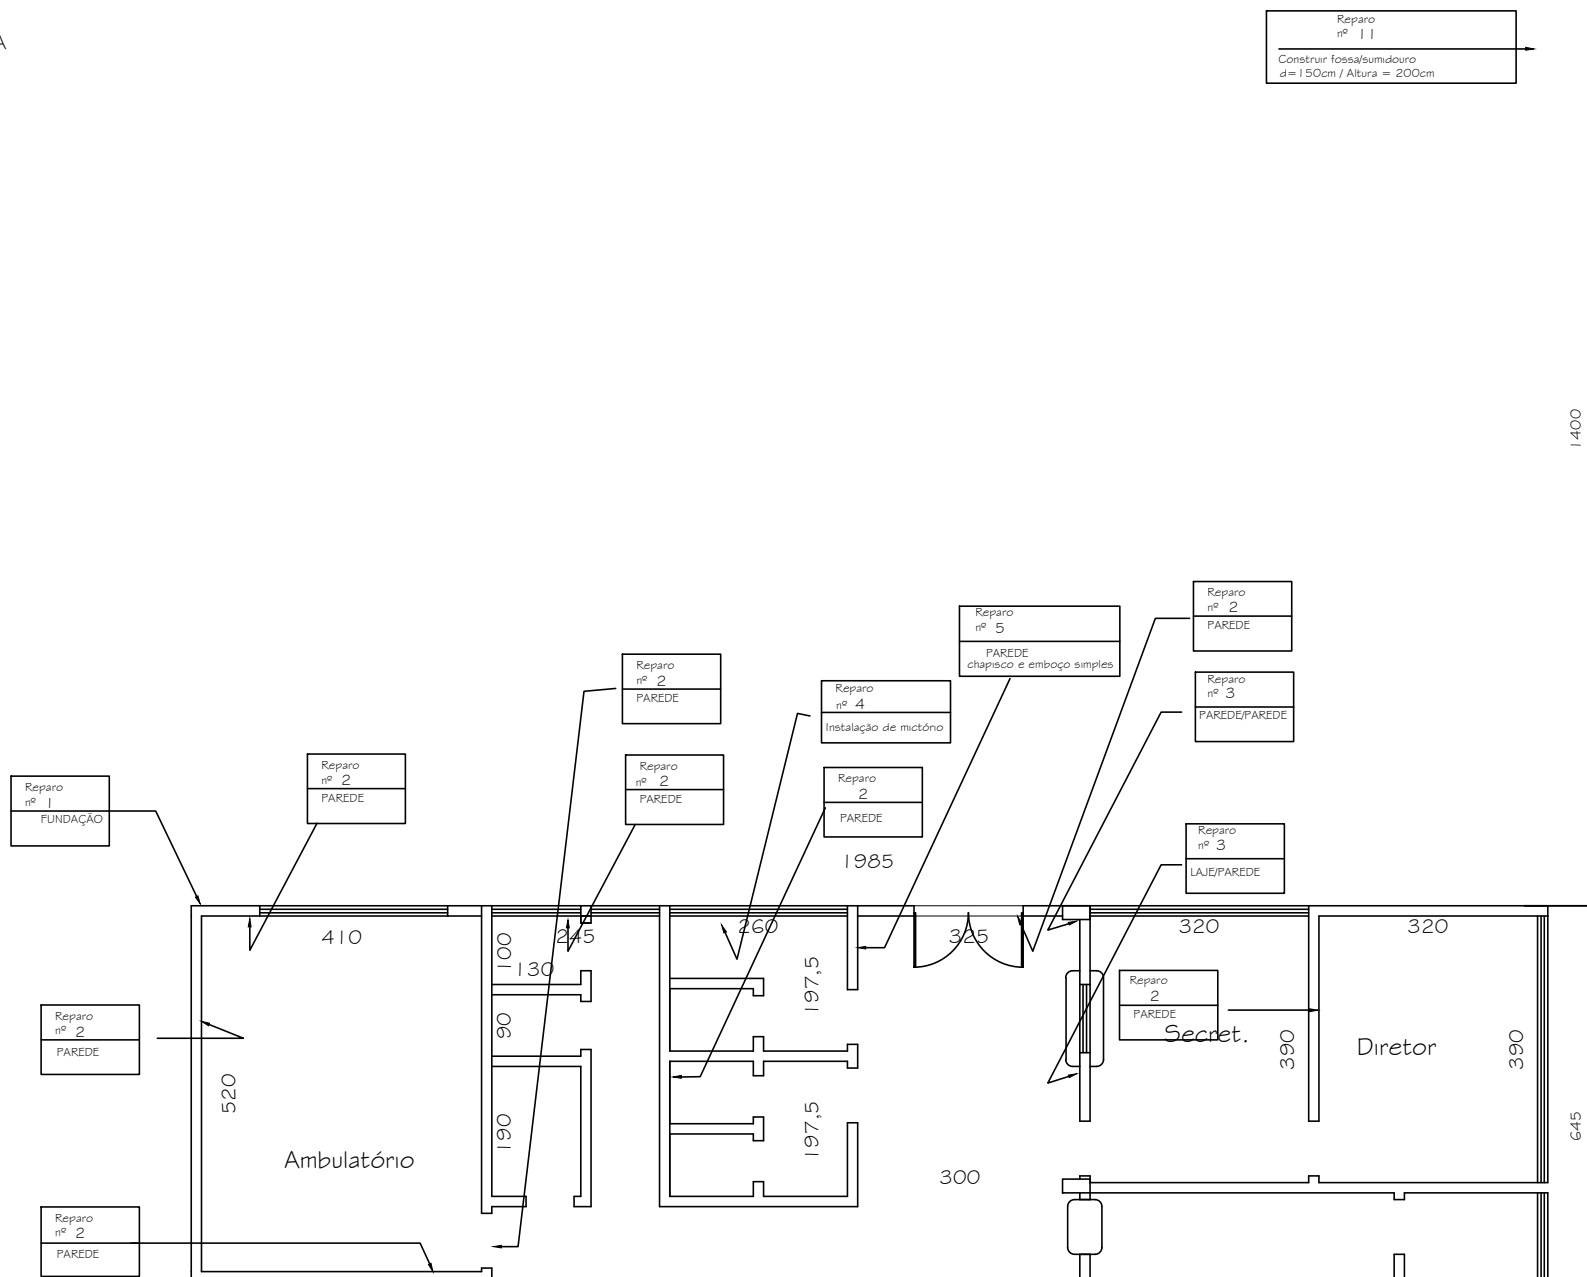 A
Reparo
nº 11
Construir fossa/sumidouro
d=150cm / Altura = 200cm
1400
Reparo
nº 2
PAREDE
Reparo
nº 5
PAREDE
chapisco e emboço simples
Reparo
nº 2
PAREDE
Reparo
nº 3
PAREDE/PAREDE
Reparo
nº 4
Instalação de mictório
Reparo
nº 2
PAREDE
Reparo
nº 2
PAREDE
Reparo
2
PAREDE
Reparo
nº 1
FUNDAÇÃO
Reparo
nº 3
LAJE/PAREDE
1985
410
245
260
325
320
320
100
130
197,5
Reparo
2
PAREDE
Secret.
390
Diretor
390
Reparo
nº 2
PAREDE
90
520
190
197,5
645
Ambulatório
300
Reparo
nº 2
PAREDE